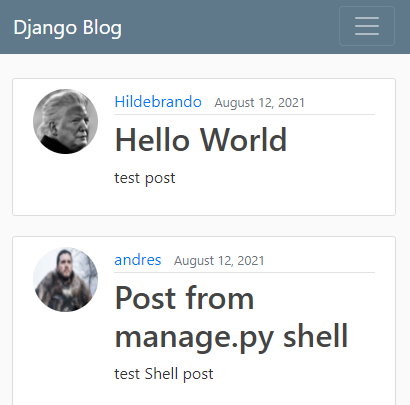 Django Blog
Hildebrando August 12, 2021
Hello World
test post
andres August 12, 2021
Post from
manage.py shell
test Shell post